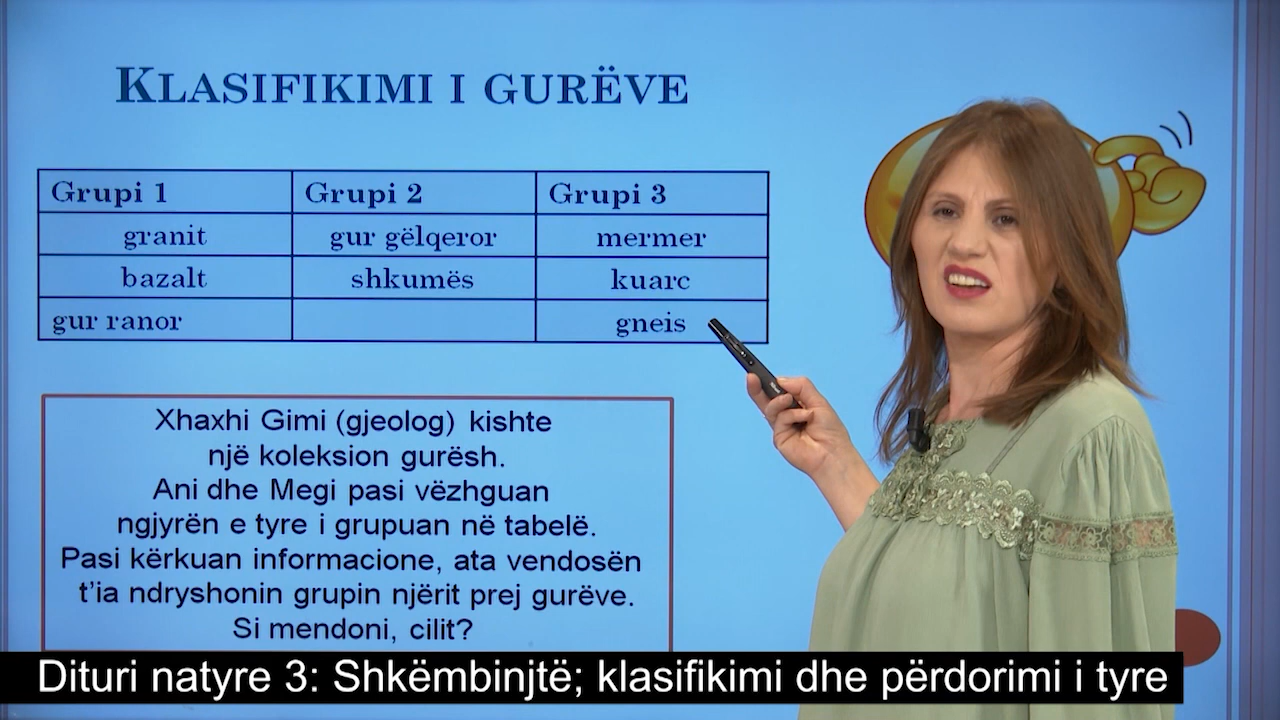 KLASIFIKIMI I GURËVE
Grupi 1 Grupi 2 Grupi 3
granit gur gëlqeror mermer
bazalt shkumës kuarc
gur ranor gneis
Xhaxhi Gimi (gjeolog) kishte
një koleksion gurësh.
Ani dhe Megi pasi vëzhguan
ngjyrën e tyre i grupuan në tabelë.
Pasi kërkuan informacione, ata vendosën
t’ia ndryshonin grupin njërit prej gurëve.
Si mendoni, cilit?
Dituri natyre 3: Shkëmbinjtë; klasifikimi dhe përdorimi i tyre